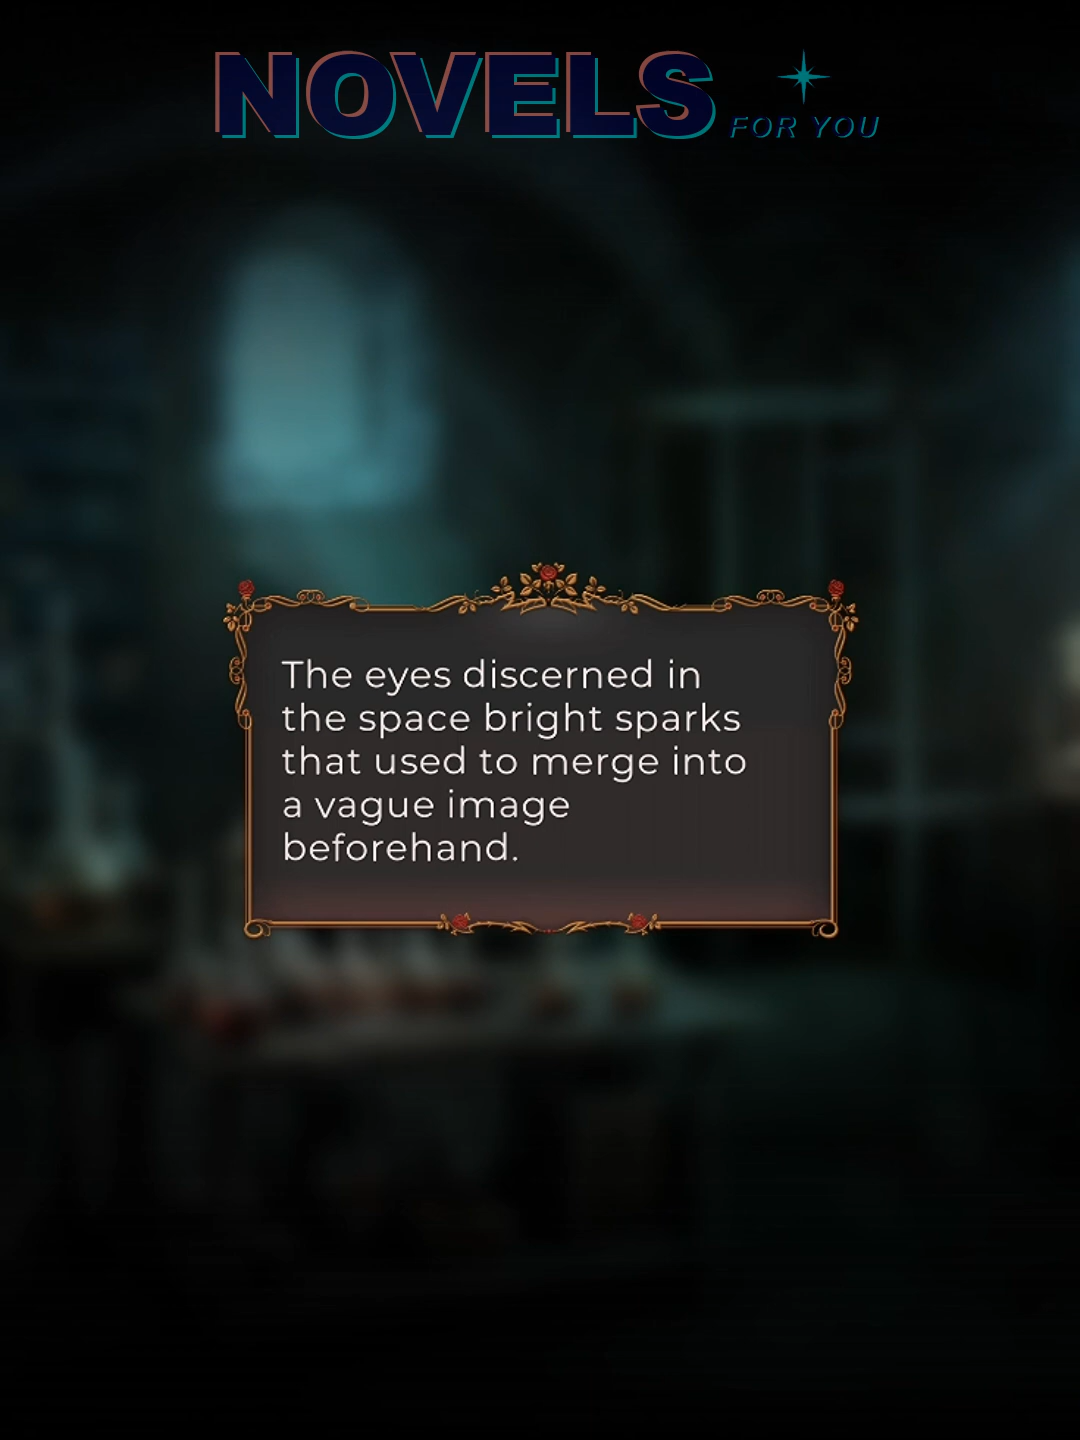 NOVELS
FOR YOU
The eyes discerned in
the space bright sparks
that used to merge into
a vague image
beforehand.